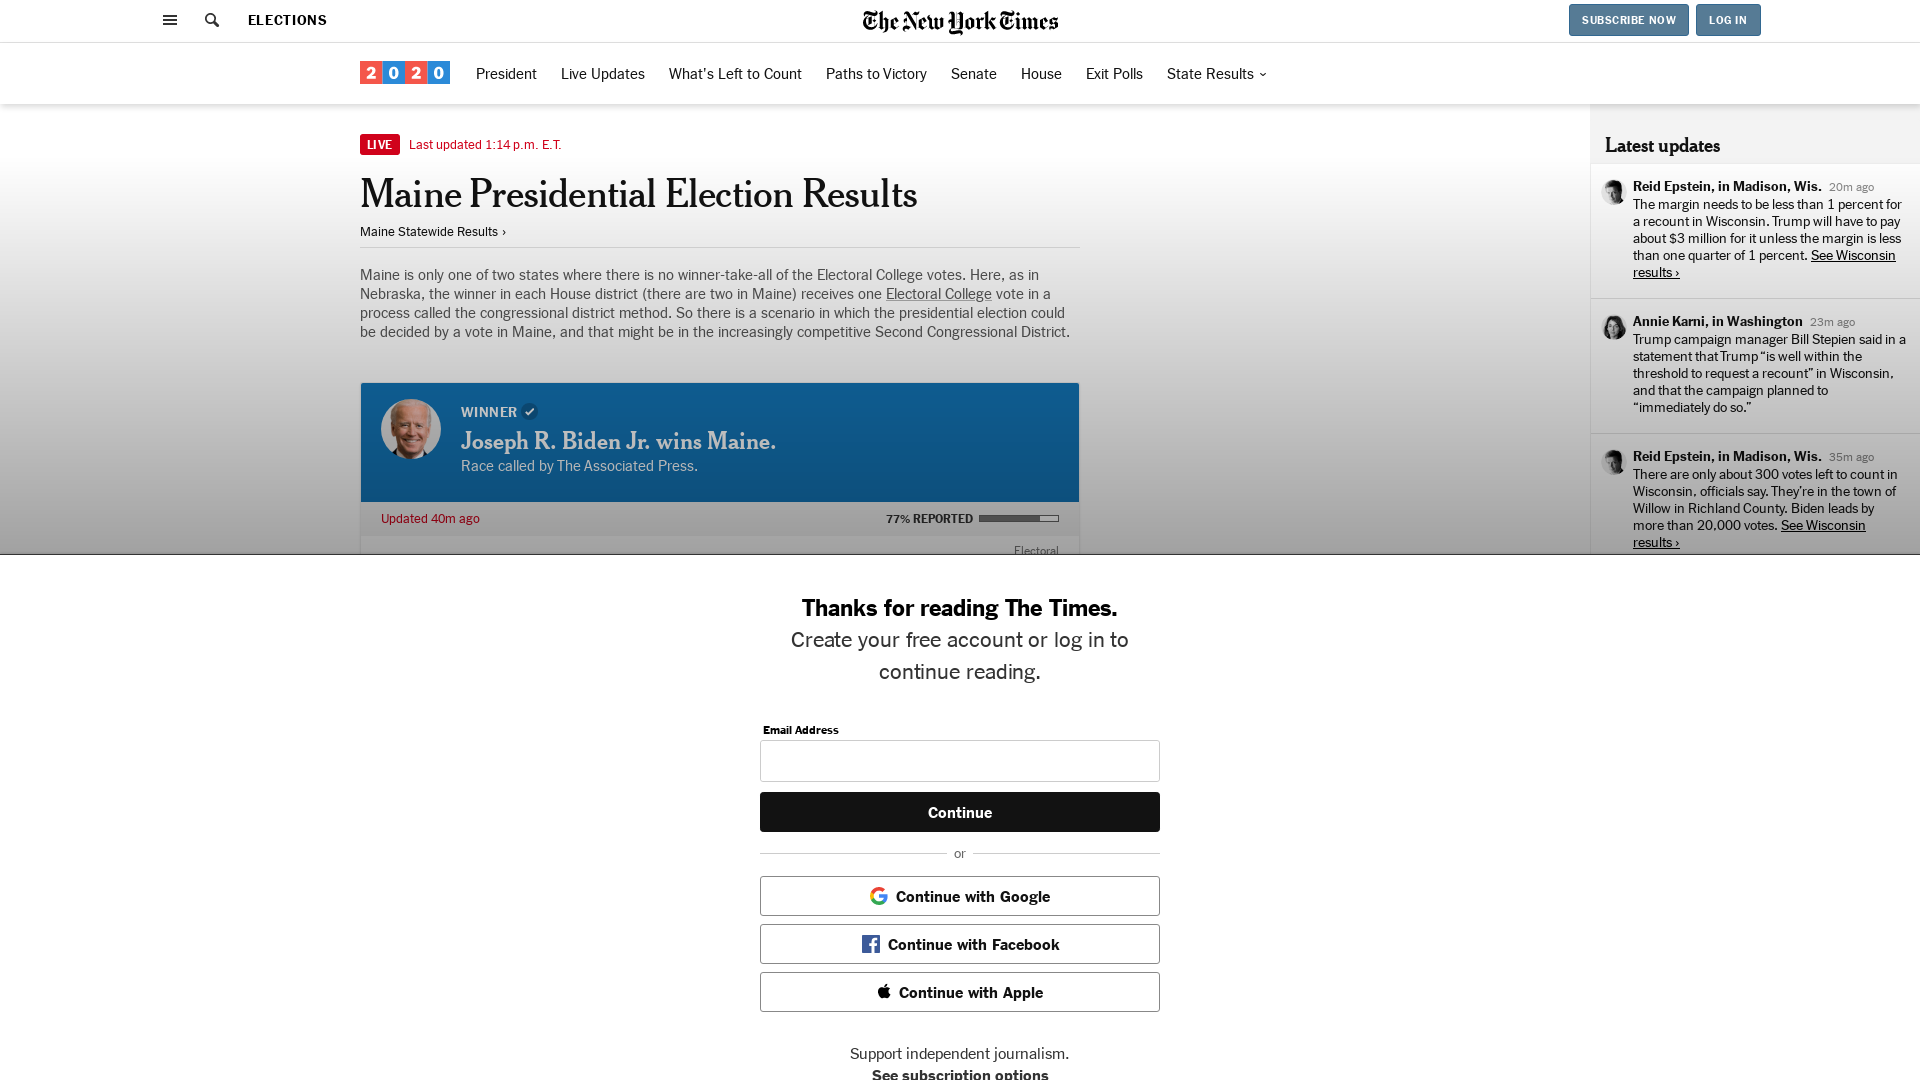 ELECTIONS
The New York Times
SUBSCRIBE NOW
LOG IN
2020
President
Live Updates
What's Left to Count
Paths to Victory
Senate
House
Exit Polls
State Results
LIVE
Last updated 1:14 p.m. E.T.
Maine Presidential Election Results
Maine Statewide Results ›
Maine is only one of two states where there is no winner-take-all of the Electoral College votes. Here, as in
Nebraska, the winner in each House district (there are two in Maine) receives one Electoral College vote in a
process called the congressional district method. So there is a scenario in which the presidential election could
be decided by a vote in Maine, and that might be in the increasingly competitive Second Congressional District.
WINNER
Joseph R. Biden Jr. wins Maine.
Race called by The Associated Press.
Updated 40m ago
77% REPORTED
Electoral
Latest updates
Reid Epstein, in Madison, Wis. 20m ago
The margin needs to be less than 1 percent for
a recount in Wisconsin. Trump will have to pay
about $3 million for it unless the margin is less
than one quarter of 1 percent. See Wisconsin
results ›
Annie Karni, in Washington 23m ago
Trump campaign manager Bill Stepien said in a
statement that Trump “is well within the
threshold to request a recount” in Wisconsin,
and that the campaign planned to
“immediately do so.”
Reid Epstein, in Madison, Wis. 35m ago
There are only about 300 votes left to count in
Wisconsin, officials say. They’re in the town of
Willow in Richland County. Biden leads by
more than 20,000 votes. See Wisconsin
results ›
Thanks for reading The Times.
Create your free account or log in to
continue reading.
Email Address
Continue
or
Continue with Google
Continue with Facebook
Continue with Apple
Support independent journalism.
See subscription options